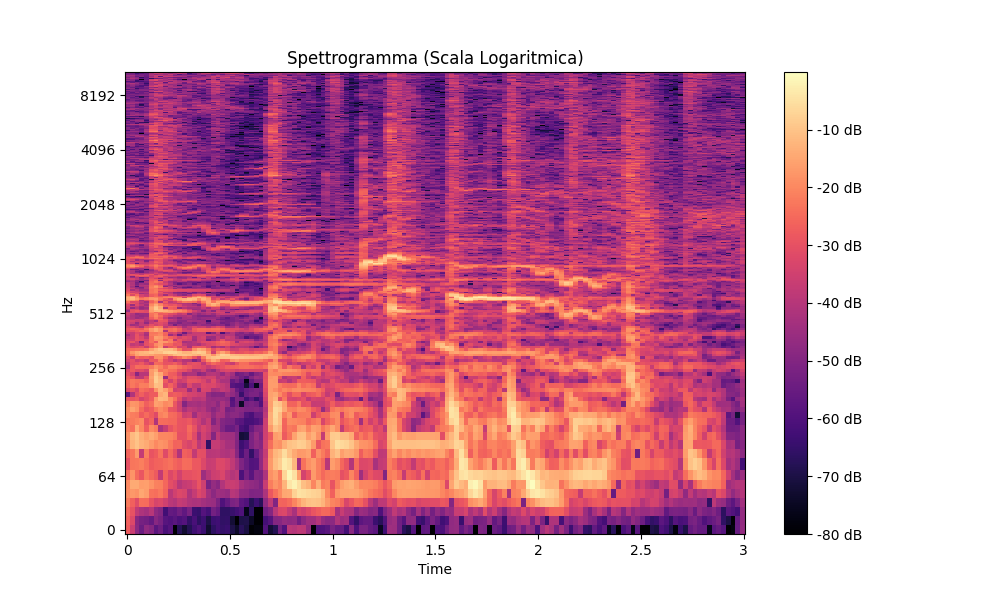 Spettrogramma (Scala Logaritmica)
Hz
8192
4096
2048
1024
512
256
128
64
0
0 0.5 1 1.5 2 2.5 3
Time
-10 dB
-20 dB
-30 dB
-40 dB
-50 dB
-60 dB
-70 dB
-80 dB